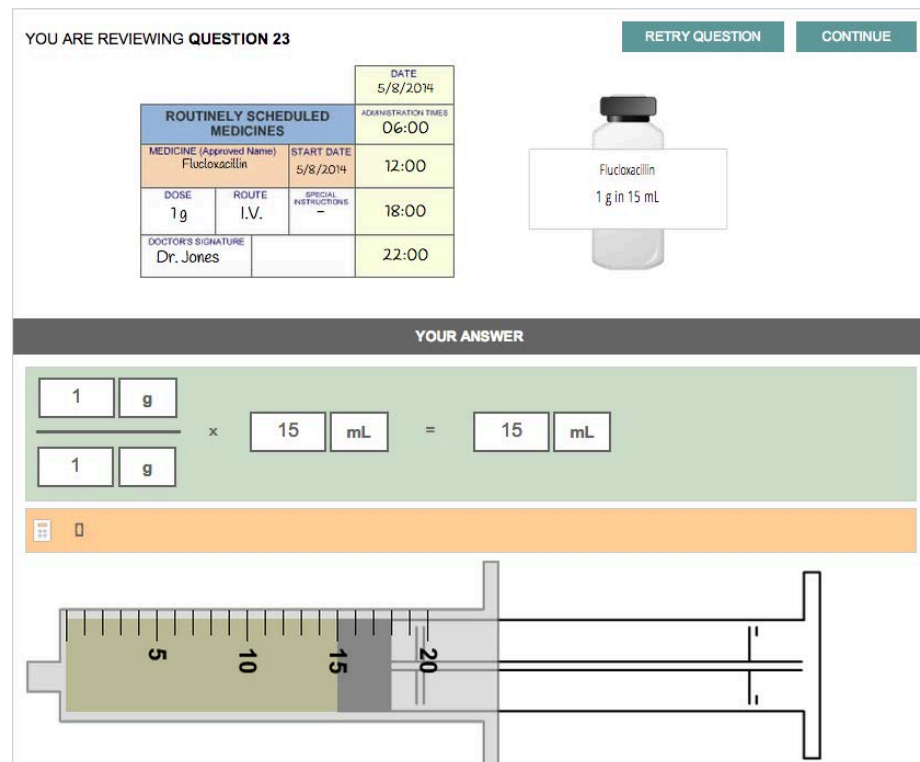 YOU ARE REVIEWING QUESTION 23
RETRY QUESTION
CONTINUE
DATE
5/8/2014
ROUTINELY SCHEDULED
MEDICINES
ADMINISTRATION TIMES
06:00
MEDICINE (Approved Name)
Flucloxacillin
START DATE
5/8/2014
12:00
DOSE
1g
ROUTE
I.V.
SPECIAL
INSTRUCTIONS
-
18:00
DOCTOR'S SIGNATURE
Dr. Jones
22:00
Flucloxacillin
1 g in 15 mL
YOUR ANSWER
1 g
x 15 mL = 15 mL
1 g
5 10 15 20